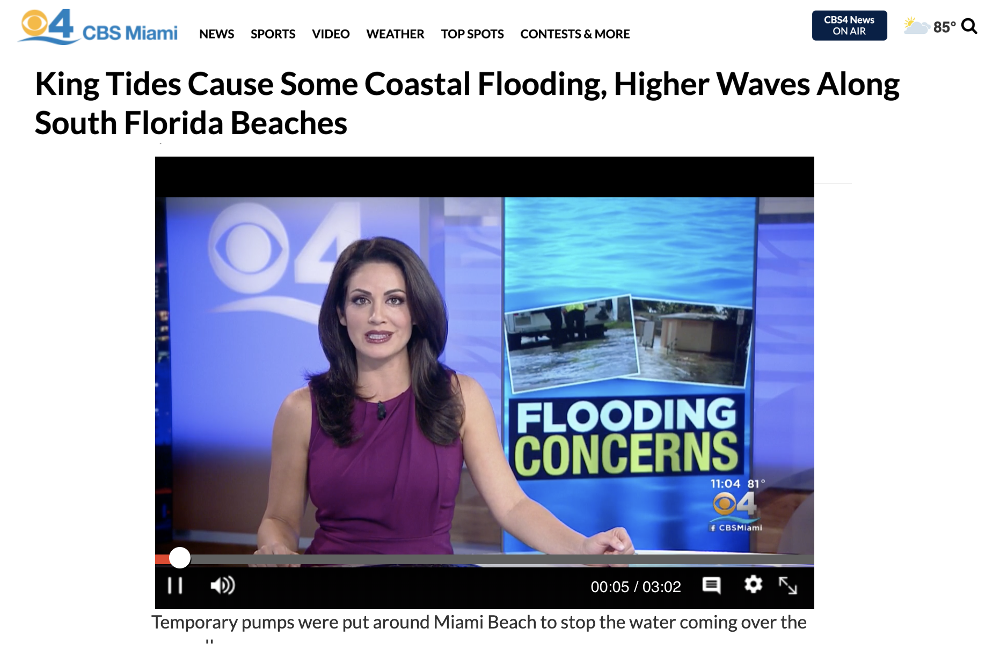 4 CBS Miami
NEWS SPORTS VIDEO WEATHER TOP SPOTS CONTESTS & MORE
CBS4 News
ON AIR
85°
King Tides Cause Some Coastal Flooding, Higher Waves Along
South Florida Beaches
4
FLOODING
CONCERNS
11:04 81°
4
f CBSMiami
00:05 / 03:02
Temporary pumps were put around Miami Beach to stop the water coming over the